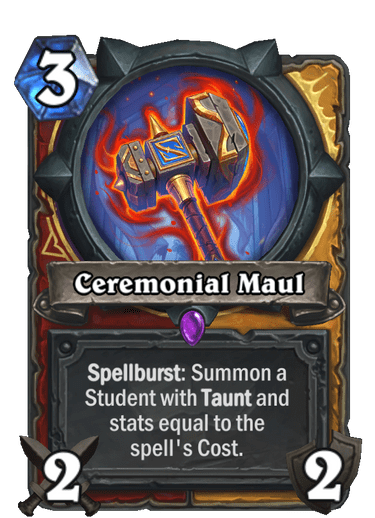 3
Ceremonial Maul
Spellburst: Summon a
Student with Taunt and
stats equal to the
spell's Cost.
2
2